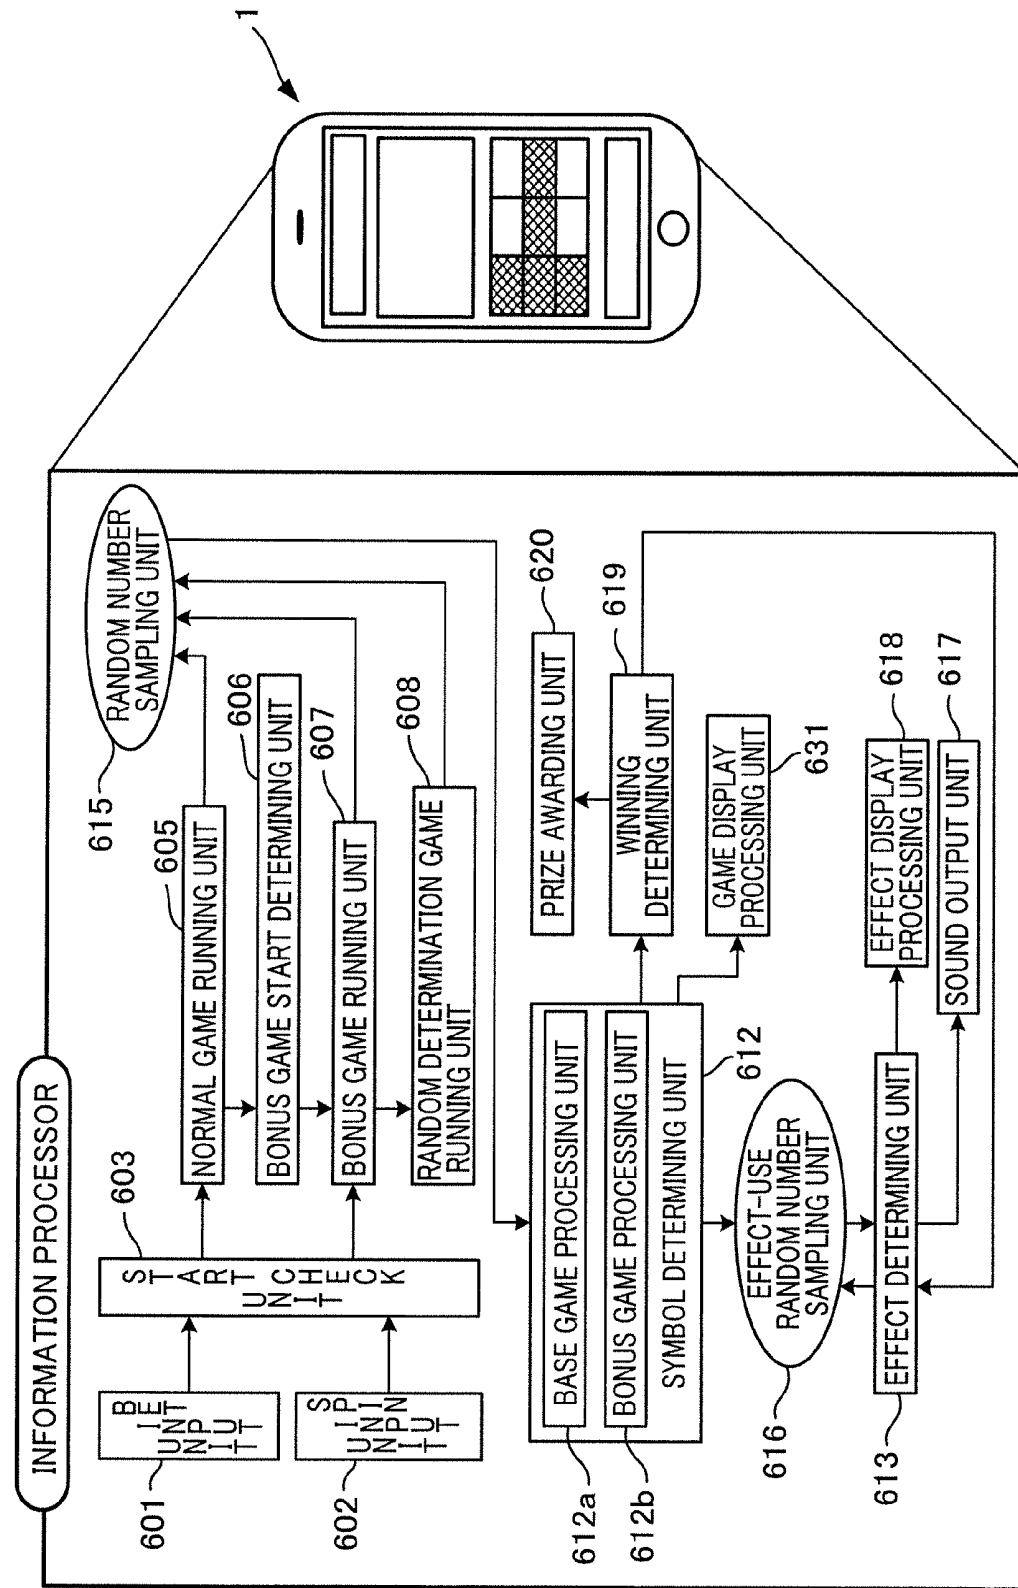 INFORMATION PROCESSOR
1
601
BET
INPUT
UNIT
602
SPIN
INPUT
UNIT
603
START CHECK
UNIT
605
NORMAL GAME RUNNING UNIT
606
BONUS GAME START DETERMINING UNIT
607
BONUS GAME RUNNING UNIT
608
RANDOM DETERMINATION GAME
RUNNING UNIT
615
RANDOM NUMBER
SAMPLING UNIT
612a
BASE GAME PROCESSING UNIT
612b
BONUS GAME PROCESSING UNIT
SYMBOL DETERMINING UNIT
612
620
PRIZE AWARDING UNIT
619
WINNING
DETERMINING UNIT
GAME DISPLAY
PROCESSING UNIT
631
616
EFFECT-USE
RANDOM NUMBER
SAMPLING UNIT
613
EFFECT DETERMINING UNIT
EFFECT DISPLAY
PROCESSING UNIT
618
SOUND OUTPUT UNIT
617